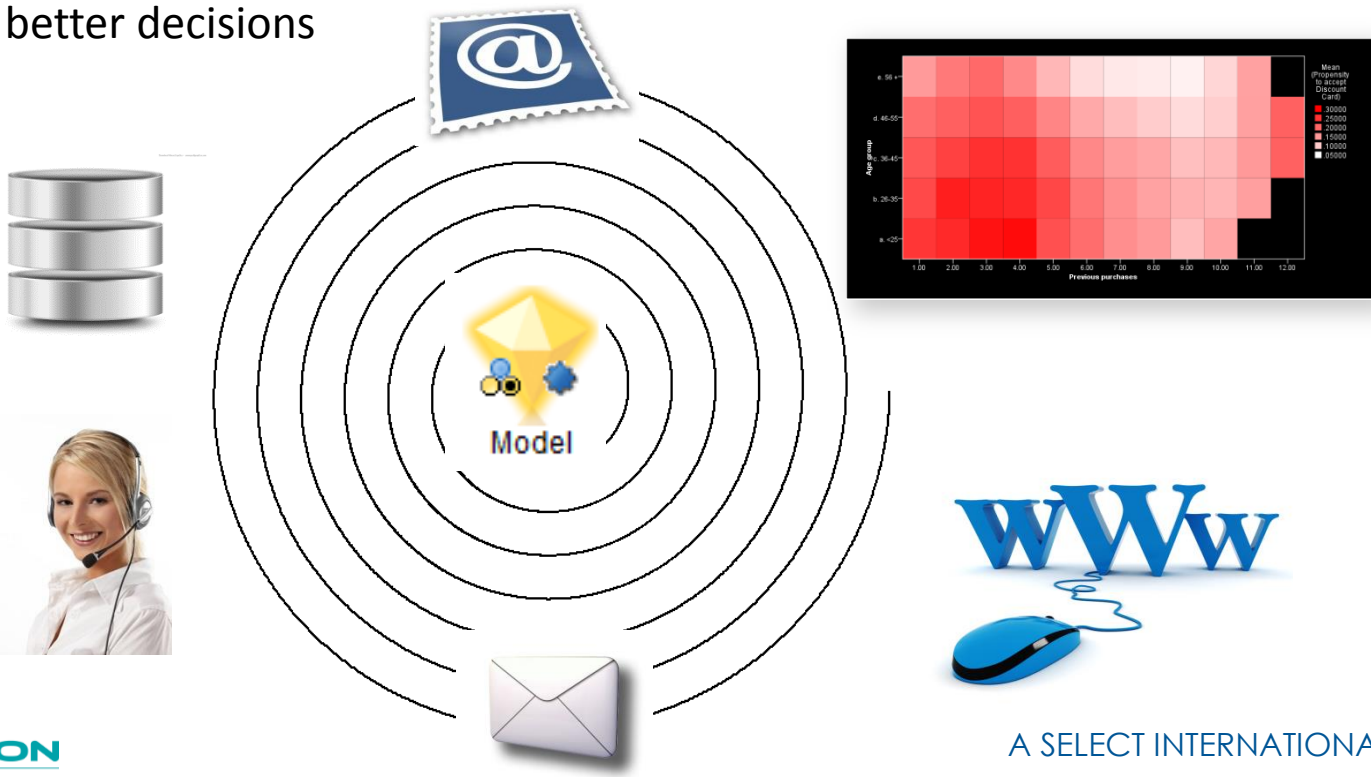 better decisions
@
e. 56 +
d. 46-55
c. 36-45
b. 26-35
a. <25
Age group
1.00 2.00 3.00 4.00 5.00 6.00 7.00 8.00 9.00 10.00 11.00 12.00
Previous purchases
Mean
(Propensity
to accept
Discount
Card)
.30000
.25000
.20000
.15000
.10000
.05000
Model
wWw
ON
A SELECT INTERNATIONA